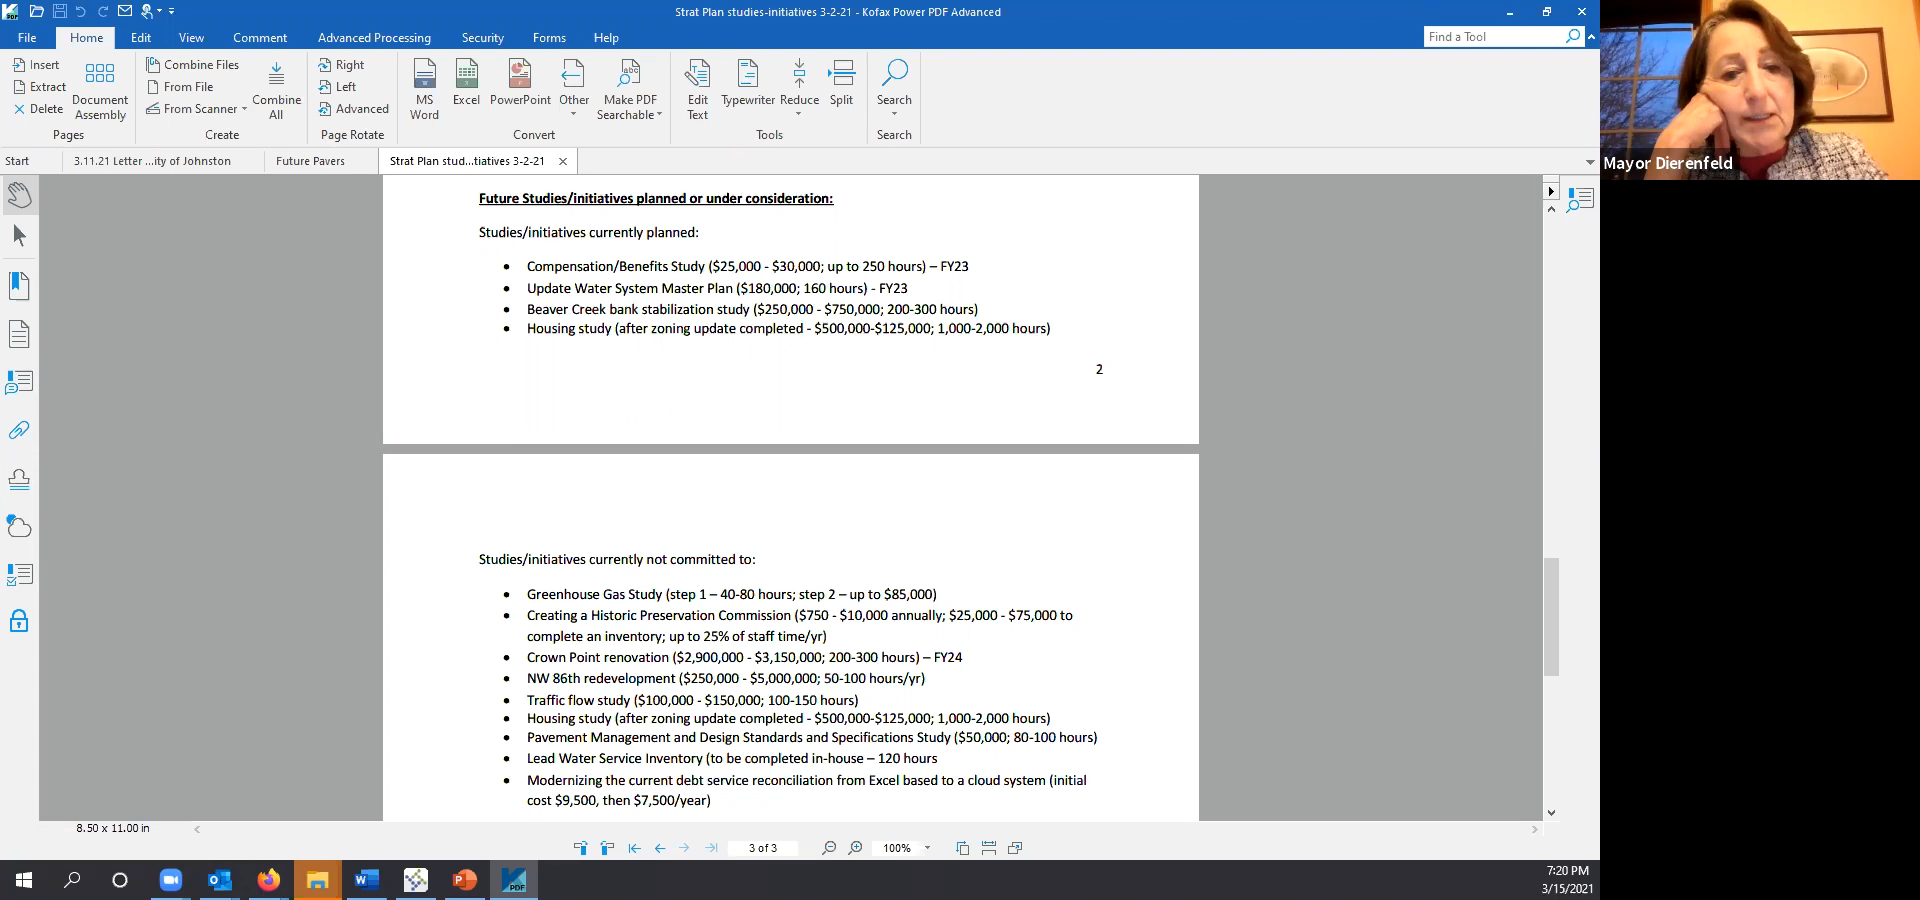 Strat Plan studies-initiatives 3-2-21 - Kofax Power PDF Advanced
File Home Edit View Comment Advanced Processing Security Forms Help
Find a Tool
Insert
Extract
Delete
Document
Assembly
Pages
Combine Files
From File
From Scanner
Combine
All
Create
Right
Left
Advanced
Page Rotate
MS
Word
Excel
PowerPoint
Other
Make PDF
Searchable
Convert
Edit
Text
Typewriter
Reduce
Split
Tools
Search
Search
Start
3.11.21 Letter ...ity of Johnston
Future Pavers
Strat Plan stud...tiatives 3-2-21
Mayor Dierenfeld
Future Studies/initiatives planned or under consideration:
Studies/initiatives currently planned:
• Compensation/Benefits Study ($25,000 - $30,000; up to 250 hours) – FY23
• Update Water System Master Plan ($180,000; 160 hours) - FY23
• Beaver Creek bank stabilization study ($250,000 - $750,000; 200-300 hours)
• Housing study (after zoning update completed - $500,000-$125,000; 1,000-2,000 hours)
2
Studies/initiatives currently not committed to:
• Greenhouse Gas Study (step 1 – 40-80 hours; step 2 – up to $85,000)
• Creating a Historic Preservation Commission ($750 - $10,000 annually; $25,000 - $75,000 to
complete an inventory; up to 25% of staff time/yr)
• Crown Point renovation ($2,900,000 - $3,150,000; 200-300 hours) – FY24
• NW 86th redevelopment ($250,000 - $5,000,000; 50-100 hours/yr)
• Traffic flow study ($100,000 - $150,000; 100-150 hours)
• Housing study (after zoning update completed - $500,000-$125,000; 1,000-2,000 hours)
• Pavement Management and Design Standards and Specifications Study ($50,000; 80-100 hours)
• Lead Water Service Inventory (to be completed in-house – 120 hours
• Modernizing the current debt service reconciliation from Excel based to a cloud system (initial
cost $9,500, then $7,500/year)
8.50 x 11.00 in
3 of 3
100%
7:20 PM
3/15/2021